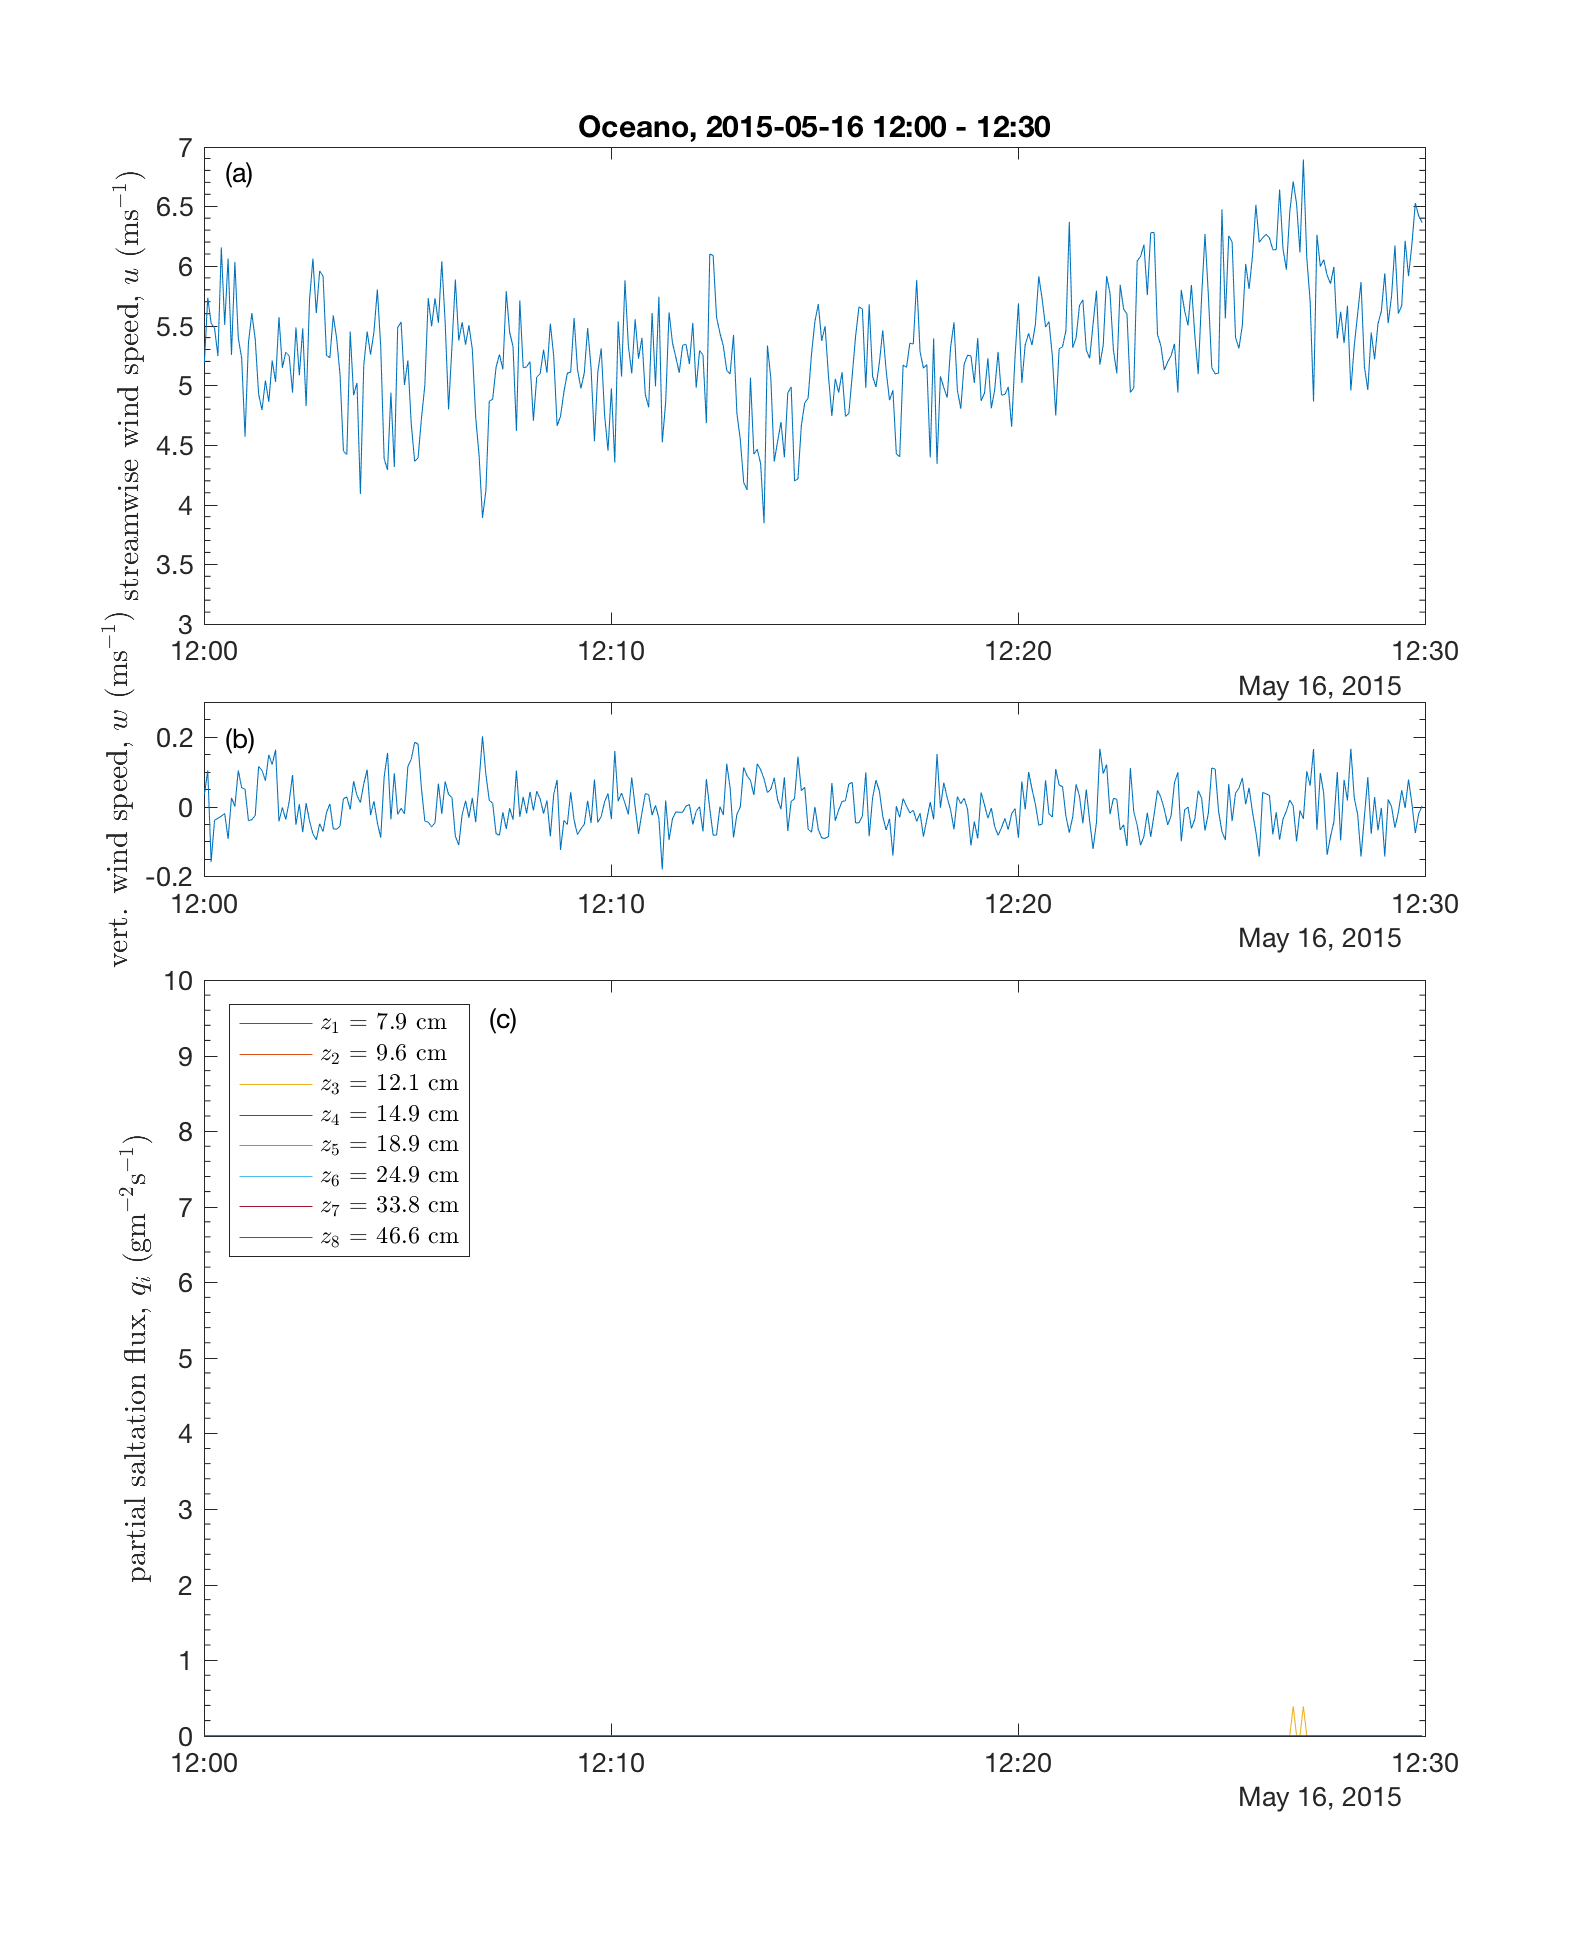 Oceano, 2015-05-16 12:00 - 12:30
(a)
streamwise wind speed, u (ms⁻¹)
7
6.5
6
5.5
5
4.5
4
3.5
3
12:00 12:10 12:20 12:30
May 16, 2015
(b)
vert. wind speed, w (ms⁻¹)
0.2
0
-0.2
12:00 12:10 12:20 12:30
May 16, 2015
(c)
partial saltation flux, qᵢ (gm⁻²s⁻¹)
10
9
8
7
6
5
4
3
2
1
0
z₁ = 7.9 cm
z₂ = 9.6 cm
z₃ = 12.1 cm
z₄ = 14.9 cm
z₅ = 18.9 cm
z₆ = 24.9 cm
z₇ = 33.8 cm
z₈ = 46.6 cm
12:00 12:10 12:20 12:30
May 16, 2015